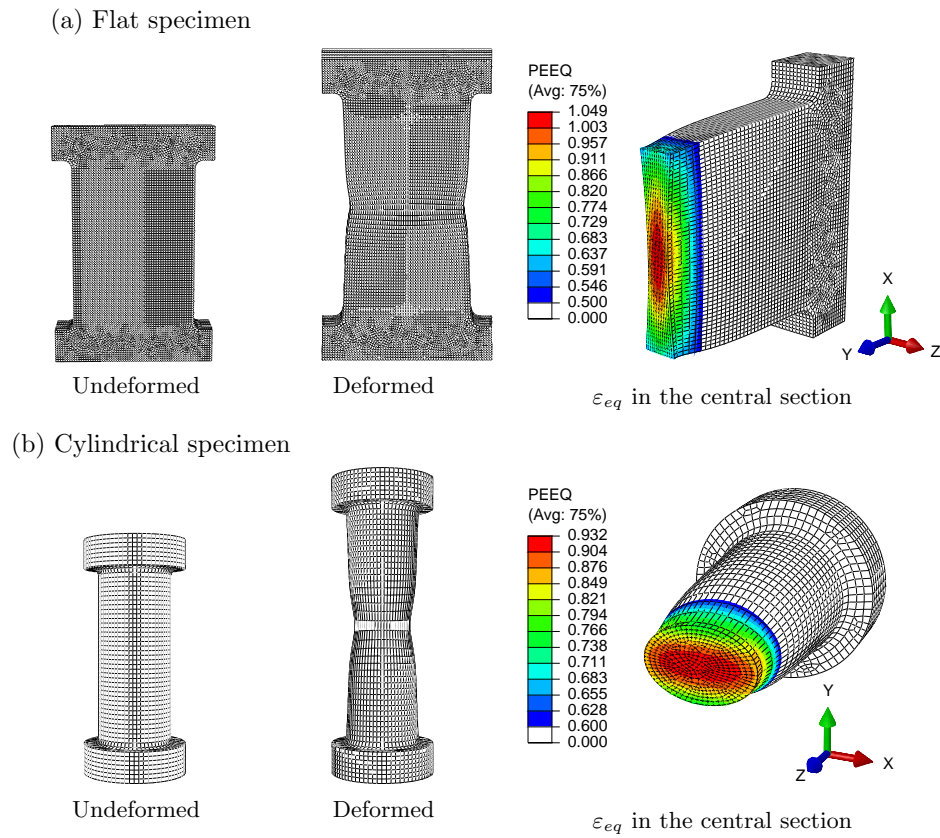 (a) Flat specimen
Undeformed
Deformed
PEEQ
(Avg: 75%)
1.049
1.003
0.957
0.911
0.866
0.820
0.774
0.729
0.683
0.637
0.591
0.546
0.500
0.000
X
Y
Z
ε_eq in the central section
(b) Cylindrical specimen
Undeformed
Deformed
PEEQ
(Avg: 75%)
0.932
0.904
0.876
0.849
0.821
0.794
0.766
0.738
0.711
0.683
0.655
0.628
0.600
0.000
Y
Z
X
ε_eq in the central section